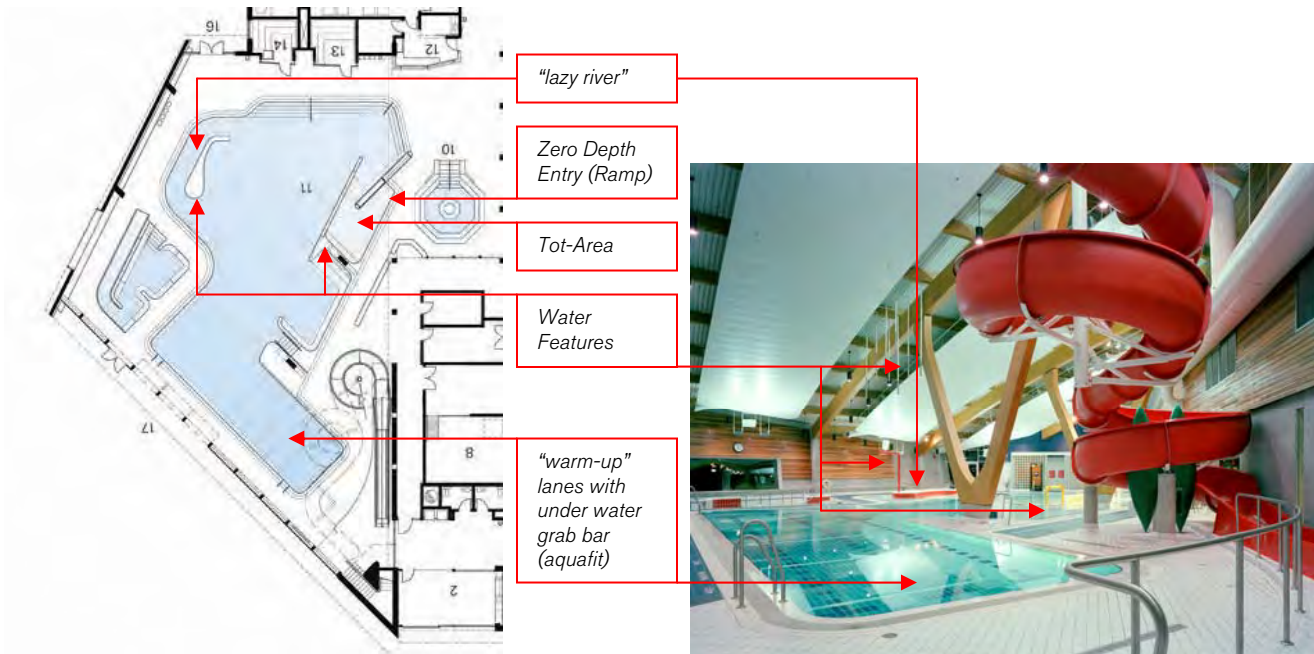 16
14
13
12
"lazy river"
Zero Depth
Entry (Ramp)
10
11
Tot-Area
Water
Features
17
8
"warm-up"
lanes with
under water
grab bar
(aquafit)
2